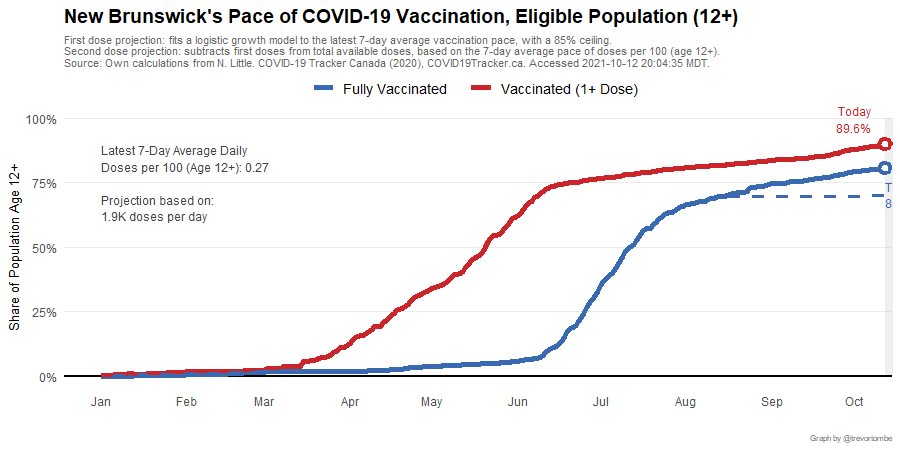 New Brunswick's Pace of COVID-19 Vaccination, Eligible Population (12+)
First dose projection: fits a logistic growth model to the latest 7-day average vaccination pace, with a 85% ceiling.
Second dose projection: subtracts first doses from total available doses, based on the 7-day average pace of doses per 100 (age 12+).
Source: Own calculations from N. Little. COVID-19 Tracker Canada (2020), COVID19Tracker.ca. Accessed 2021-10-12 20:04:35 MDT.
Fully Vaccinated
Vaccinated (1+ Dose)
Today
89.6%
Latest 7-Day Average Daily
Doses per 100 (Age 12+): 0.27
Projection based on:
1.9K doses per day
T
8
Share of Population Age 12+
100%
75%
50%
25%
0%
Jan Feb Mar Apr May Jun Jul Aug Sep Oct
Graph by @trevortombe